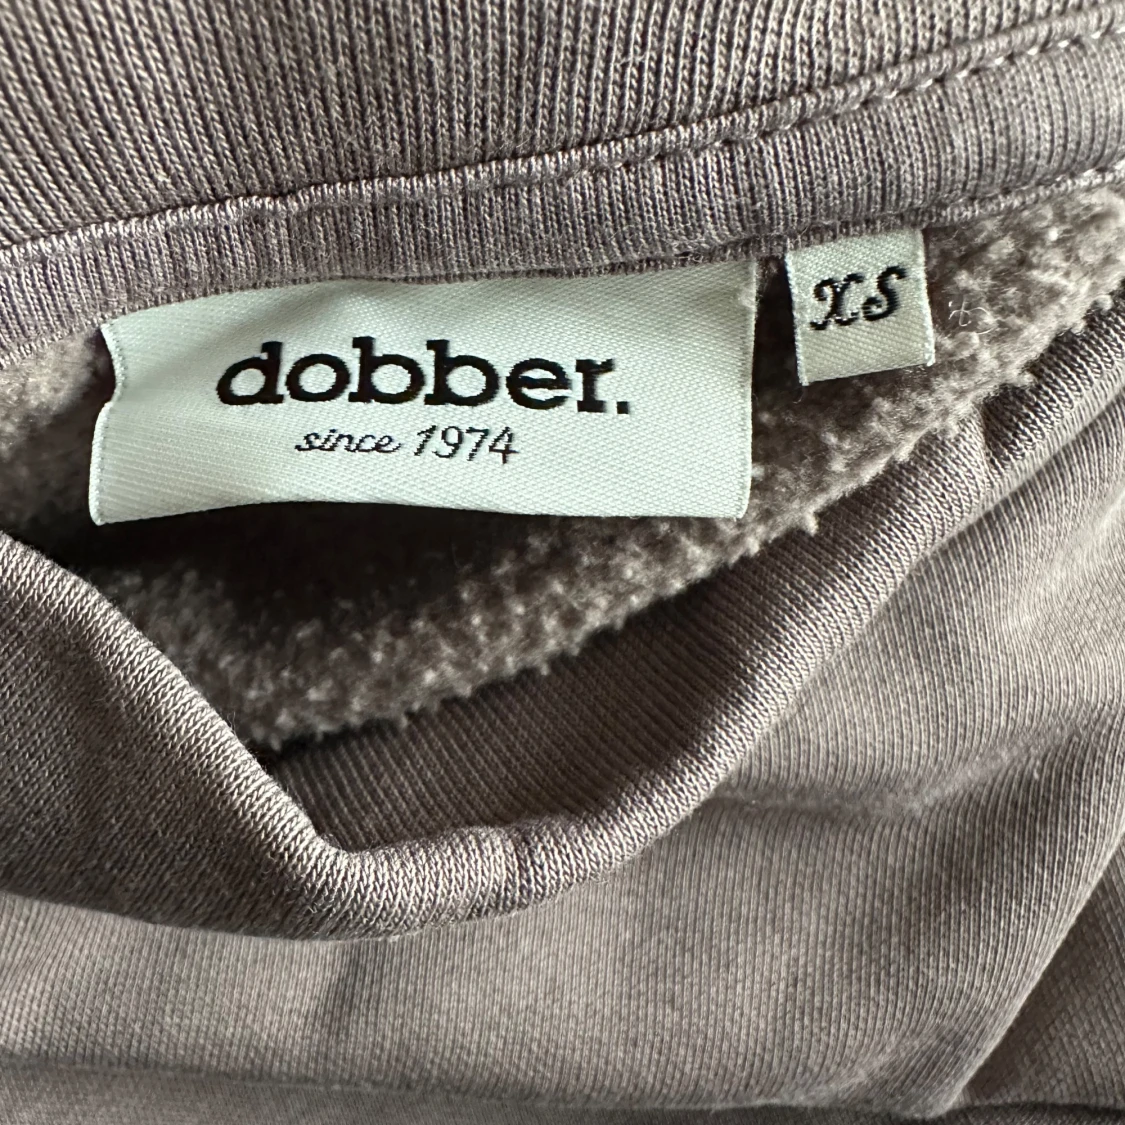 dobber.
since 1974
XS